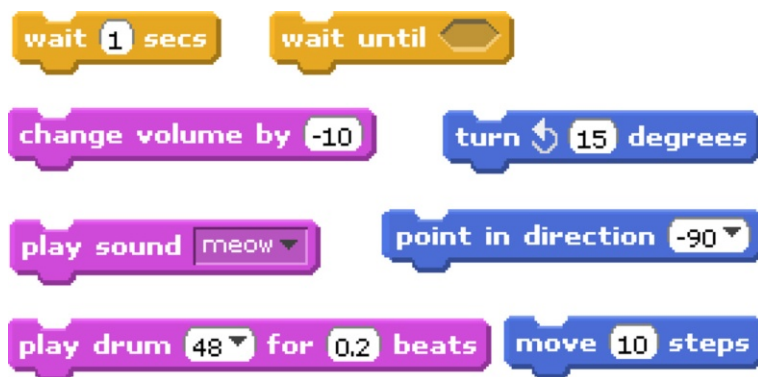 wait 1 secs
wait until
change volume by -10
turn 15 degrees
play sound meow
point in direction -90
play drum 48 for 0.2 beats
move 10 steps